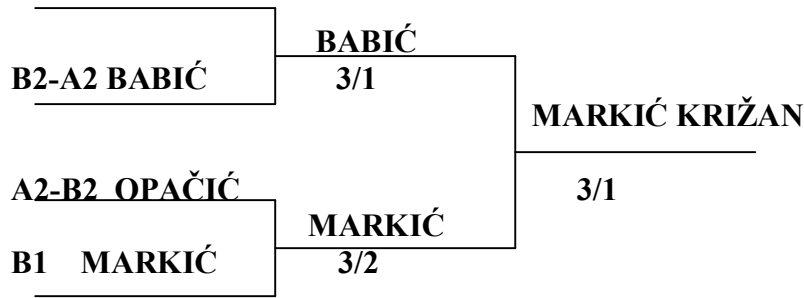 BABIĆ
B2-A2 BABIĆ 3/1
MARKIĆ KRIŽAN
A2-B2 OPAČIĆ 3/1
MARKIĆ
B1 MARKIĆ 3/2